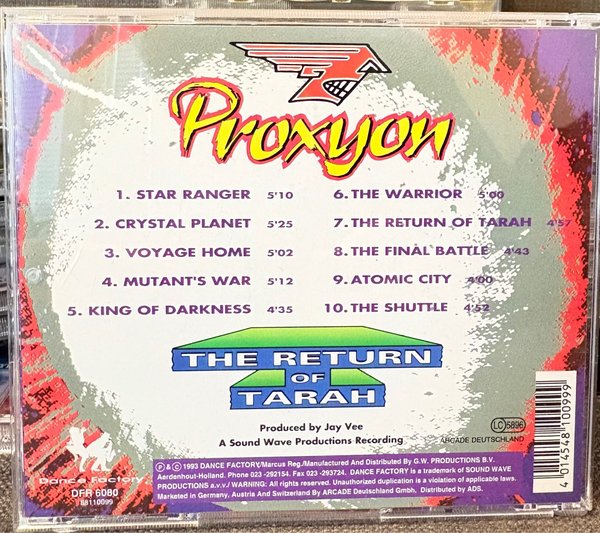 Proxyon
1. STAR RANGER 5'10
2. CRYSTAL PLANET 5'25
3. VOYAGE HOME 5'02
4. MUTANT'S WAR 5'12
5. KING OF DARKNESS 4'35
6. THE WARRIOR 5'00
7. THE RETURN OF TARAH 4'57
8. THE FINAL BATTLE 4'43
9. ATOMIC CITY 4'00
10. THE SHUTTLE 4'52
THE RETURN
OF
TARAH
Produced by Jay Vee
A Sound Wave Productions Recording
Dance Factory
DFR 6080
88110099
℗ & © 1993 DANCE FACTORY/Marcus Reg./Manufactured And Distributed By G.W. PRODUCTIONS B.V.
Aerdenhout-Holland. Phone 023 -292154. Fax 023 -293724. DANCE FACTORY is a trademark of SOUND WAVE
PRODUCTIONS a.v.v./ WARNING: All rights reserved. Unauthorized duplication is a violation of applicable laws.
Marketed in Germany, Austria And Switzerland By ARCADE Deutschland Gmbh. Distributed by ADS.
LC 5896
ARCADE DEUTSCHLAND
4 014548 100999